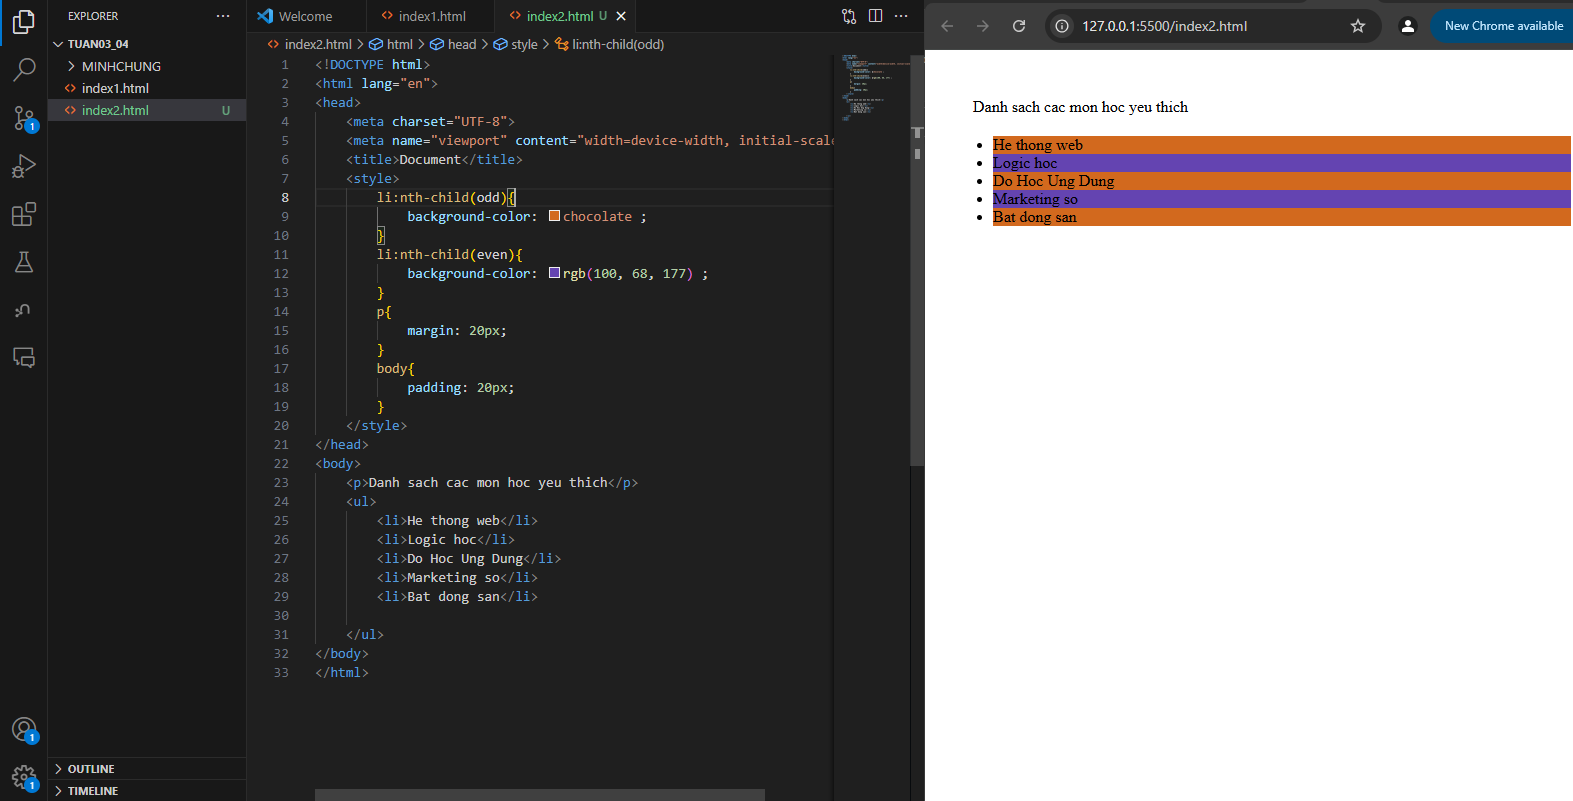 EXPLORER
TUAN03_04
MINHCHUNG
index1.html
index2.html U
OUTLINE
TIMELINE
1
1
1
Welcome
index1.html
index2.html U
index2.html > html > head > style > li:nth-child(odd)
1 <!DOCTYPE html>
2 <html lang="en">
3 <head>
4 <meta charset="UTF-8">
5 <meta name="viewport" content="width=device-width, initial-scale
6 <title>Document</title>
7 <style>
8 li:nth-child(odd){
9 background-color: chocolate ;
10 }
11 li:nth-child(even){
12 background-color: rgb(100, 68, 177) ;
13 }
14 p{
15 margin: 20px;
16 }
17 body{
18 padding: 20px;
19 }
20 </style>
21 </head>
22 <body>
23 <p>Danh sach cac mon hoc yeu thich</p>
24 <ul>
25 <li>He thong web</li>
26 <li>Logic hoc</li>
27 <li>Do Hoc Ung Dung</li>
28 <li>Marketing so</li>
29 <li>Bat dong san</li>
30
31 </ul>
32 </body>
33 </html>
127.0.0.1:5500/index2.html
New Chrome available
Danh sach cac mon hoc yeu thich
• He thong web
• Logic hoc
• Do Hoc Ung Dung
• Marketing so
• Bat dong san